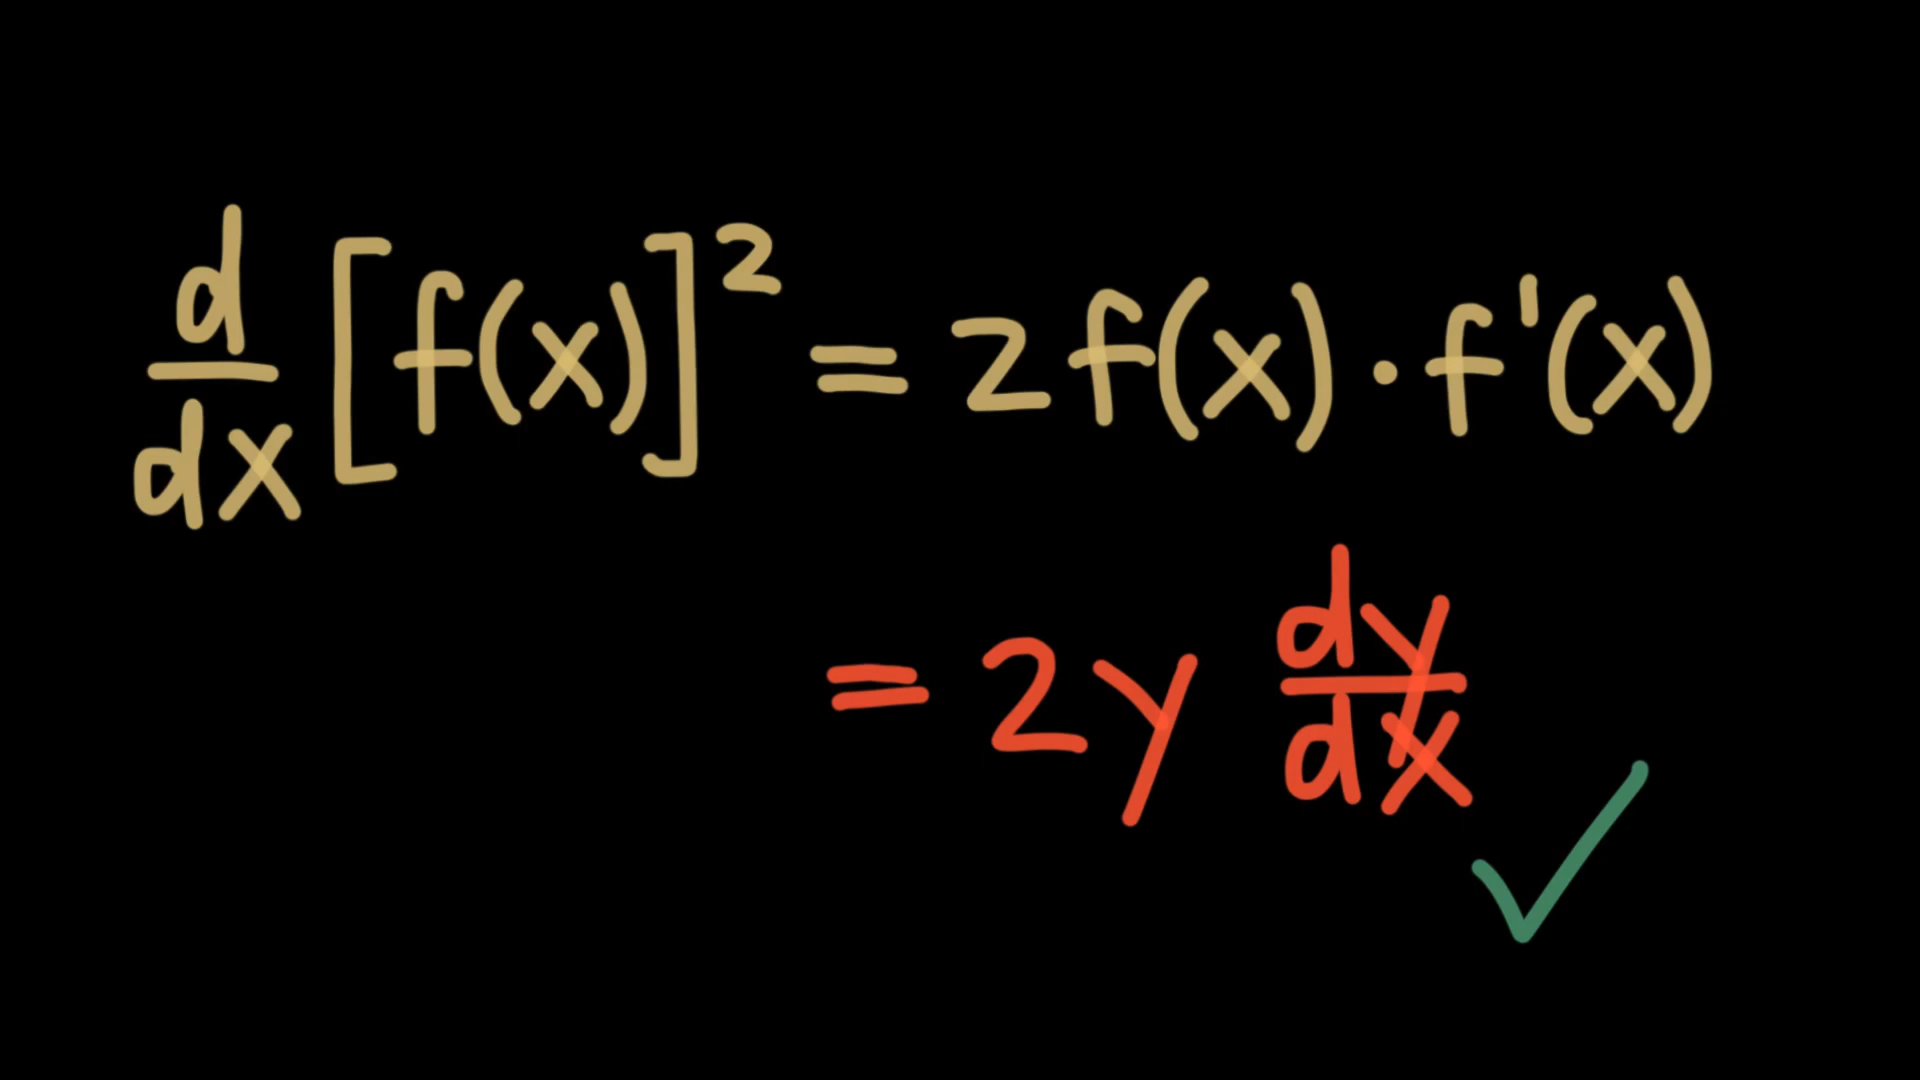 d/dx [f(x)]² = 2f(x) · f'(x)
= 2y dy/dx ✓